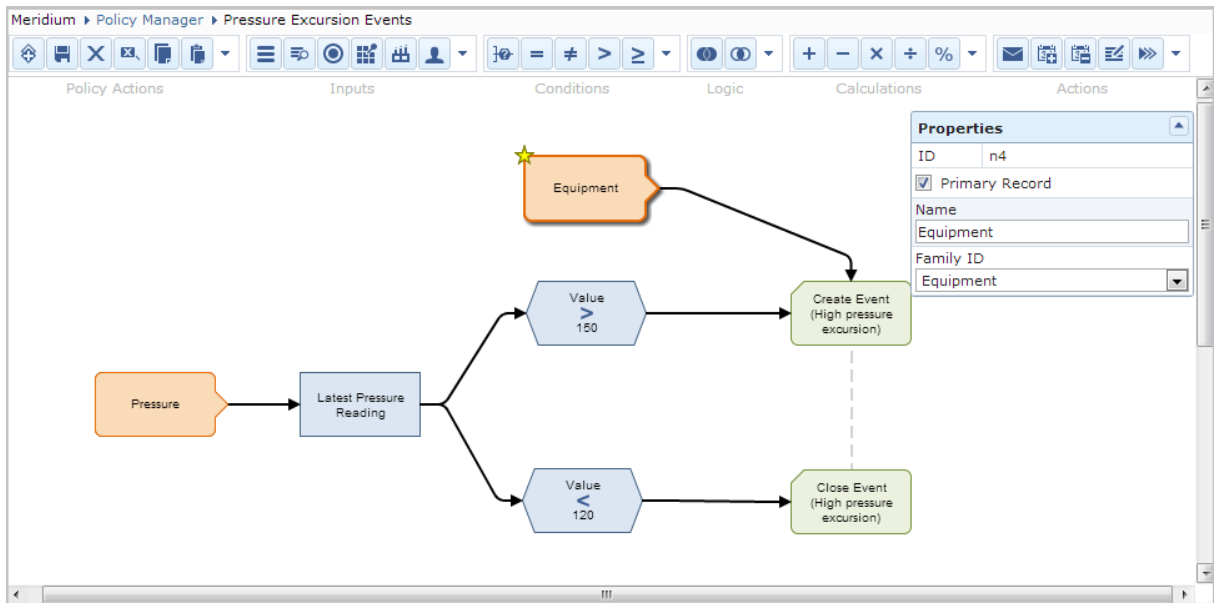 Meridium ▸ Policy Manager ▸ Pressure Excursion Events
= ≠ > ≥ + − × ÷ %
Policy Actions Inputs Conditions Logic Calculations Actions
Properties
ID n4
Primary Record
Name
Equipment
Family ID
Equipment
Equipment
Value
>
150
Create Event
(High pressure
excursion)
Pressure
Latest Pressure
Reading
Value
<
120
Close Event
(High pressure
excursion)